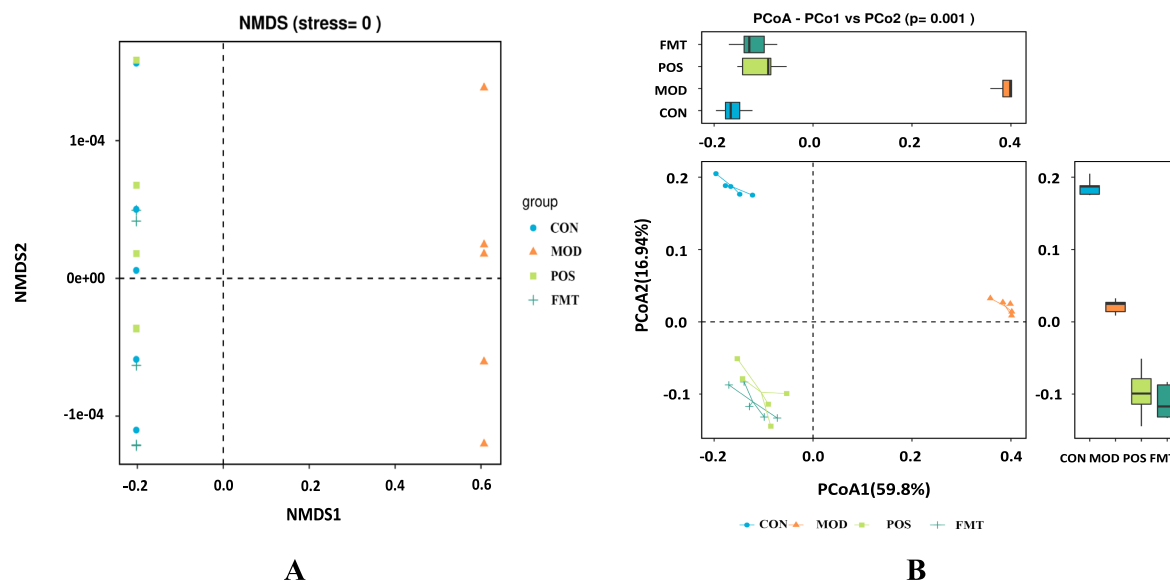 NMDS (stress= 0 )
1e-04
0e+00
-1e-04
NMDS2
-0.2 0.0 0.2 0.4 0.6
NMDS1
group
CON
MOD
POS
FMT
A
PCoA - PCo1 vs PCo2 (p= 0.001 )
FMT
POS
MOD
CON
-0.2 0.0 0.2 0.4
0.2
0.1
0.0
-0.1
PCoA2(16.94%)
-0.2 0.0 0.2 0.4
PCoA1(59.8%)
0.2
0.1
0.0
-0.1
CON MOD POS FMT
CON MOD POS FMT
B